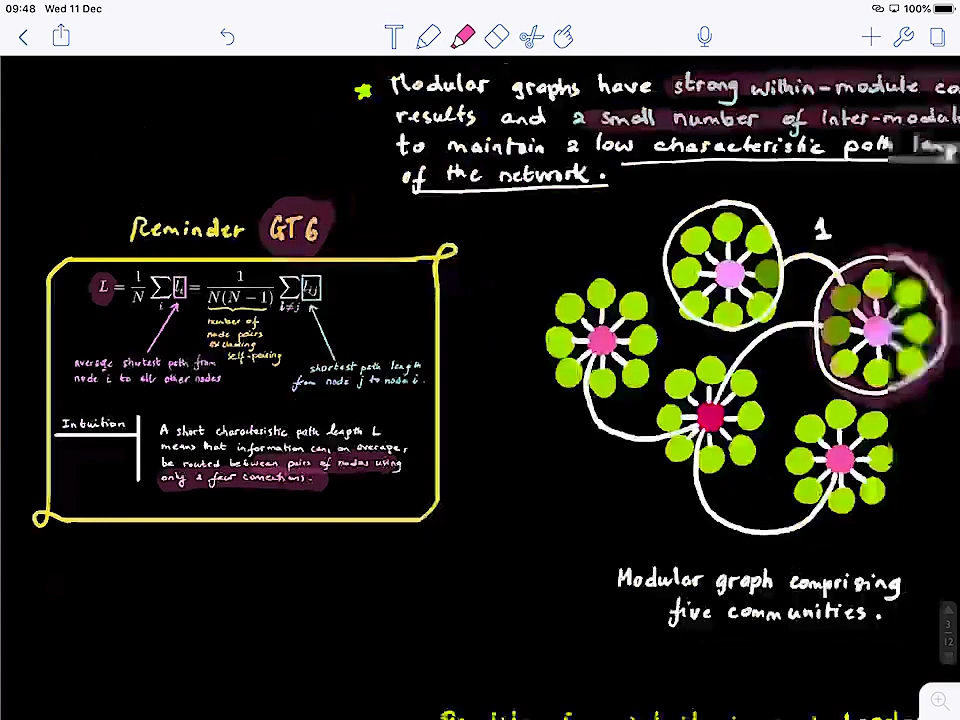 09:48 Wed 11 Dec
100%
T
Modular graphs have strong within-module
results and a small number of Inter-modul
to maintain a low characteristic path
of the network.
Reminder GT6
L = 1/N ∑i li = 1/N(N − 1) ∑i≠j lij
number of
node pairs
excluding
self-pairing
average shortest path from
node i to all other nodes
shortest path length
from node j to node i.
Intuition
A short characteristic path length L
means that information can, on average,
be routed between pairs of nodes using
only a few connections.
1
Modular graph comprising
five communities.
3
12